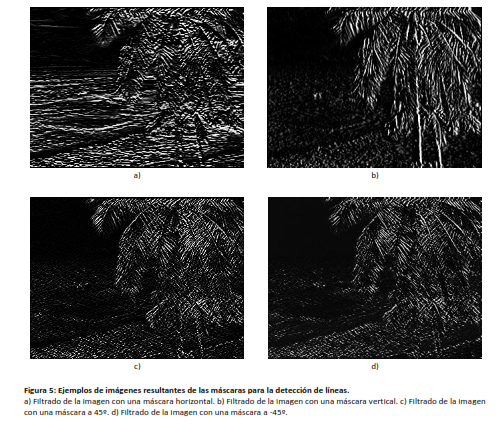 a)
b)
c)
d)
Figura 5: Ejemplos de imágenes resultantes de las máscaras para la detección de líneas.
a) Filtrado de la imagen con una máscara horizontal. b) Filtrado de la imagen con una máscara vertical. c) Filtrado de la imagen
con una máscara a 45º. d) Filtrado de la imagen con una máscara a -45º.